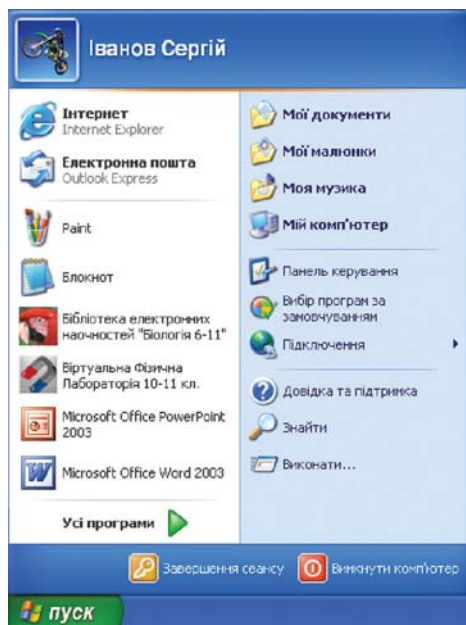 Іванов Сергій
Інтернет
Internet Explorer
Електронна пошта
Outlook Express
Paint
Блокнот
Бібліотека електронних
наочностей "Біологія 6-11"
Віртуальна Фізична
Лабораторія 10-11 кл.
Microsoft Office PowerPoint
2003
Microsoft Office Word 2003
Усі програми
Мої документи
Мої малюнки
Моя музика
Мій комп'ютер
Панель керування
Вибір програм за
замовчуванням
Підключення
Довідка та підтримка
Знайти
Виконати...
Завершення сеансу
Вимкнути комп'ютер
пуск